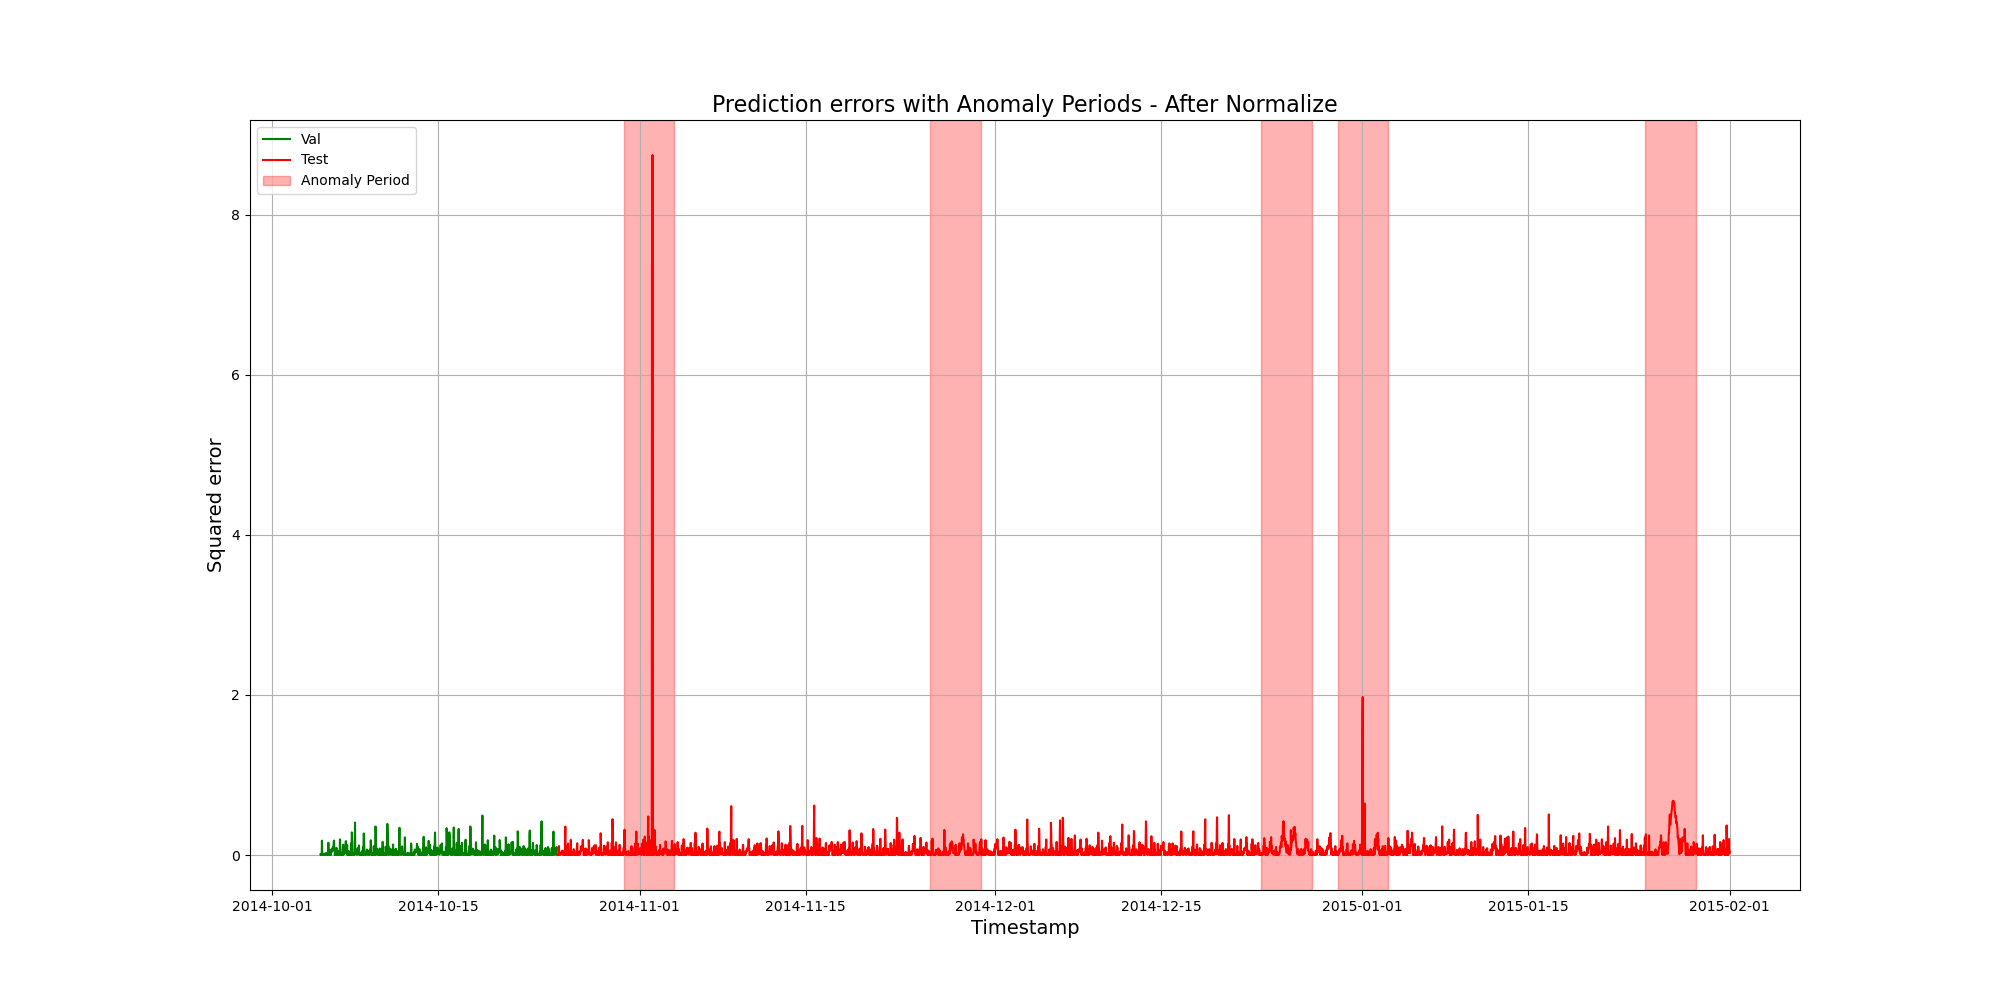 Prediction errors with Anomaly Periods - After Normalize
Val
Test
Anomaly Period
8
6
4
2
0
Squared error
2014-10-01
2014-10-15
2014-11-01
2014-11-15
2014-12-01
2014-12-15
2015-01-01
2015-01-15
2015-02-01
Timestamp